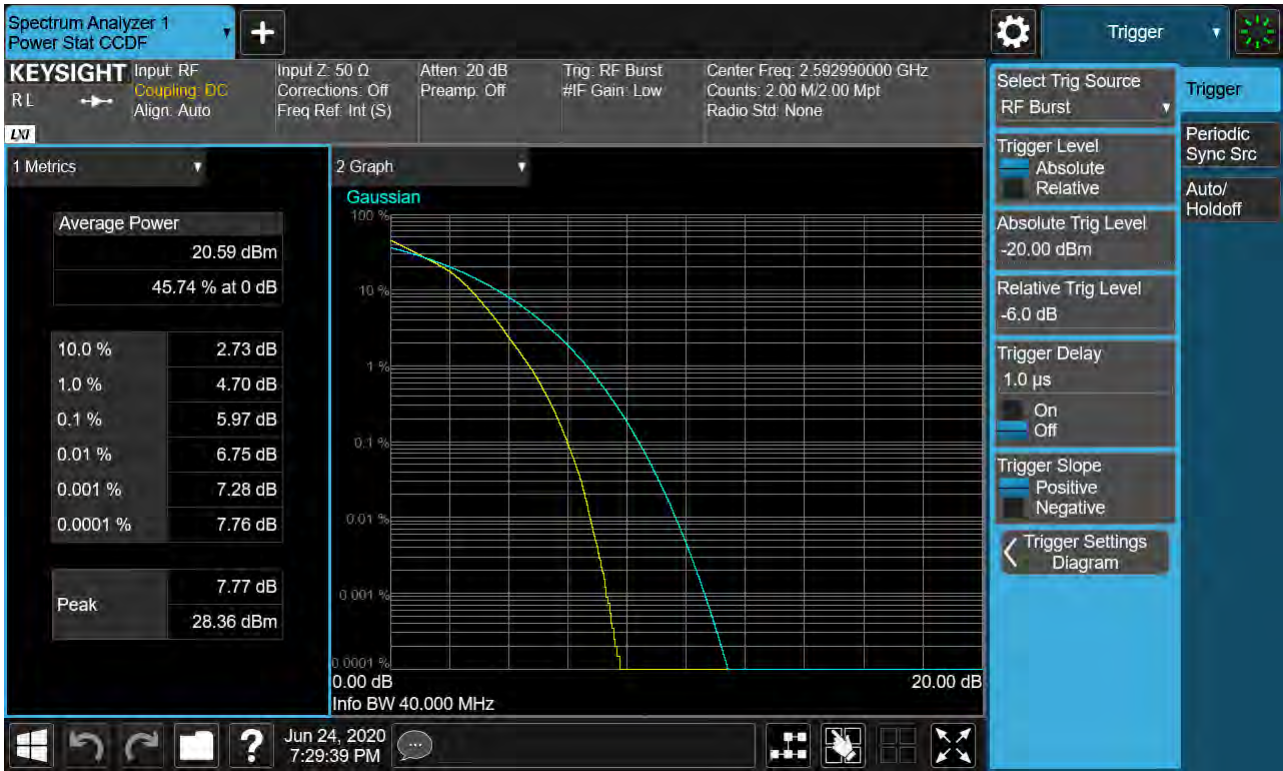 Spectrum Analyzer 1
Power Stat CCDF
+
Trigger
KEYSIGHT
R L
LXI
Input: RF
Coupling: DC
Align: Auto
Input Z: 50 Ω
Corrections: Off
Freq Ref: Int (S)
Atten: 20 dB
Preamp: Off
Trig: RF Burst
#IF Gain: Low
Center Freq: 2.592990000 GHz
Counts: 2.00 M/2.00 Mpt
Radio Std: None
1 Metrics
Average Power
20.59 dBm
45.74 % at 0 dB
10.0 % 2.73 dB
1.0 % 4.70 dB
0.1 % 5.97 dB
0.01 % 6.75 dB
0.001 % 7.28 dB
0.0001 % 7.76 dB
Peak
7.77 dB
28.36 dBm
2 Graph
Gaussian
100 %
10 %
1 %
0.1 %
0.01 %
0.001 %
0.0001 %
0.00 dB 20.00 dB
Info BW 40.000 MHz
Select Trig Source
RF Burst
Trigger Level
Absolute
Relative
Absolute Trig Level
-20.00 dBm
Relative Trig Level
-6.0 dB
Trigger Delay
1.0 µs
On
Off
Trigger Slope
Positive
Negative
Trigger Settings
Diagram
Trigger
Periodic
Sync Src
Auto/
Holdoff
?
Jun 24, 2020
7:29:39 PM